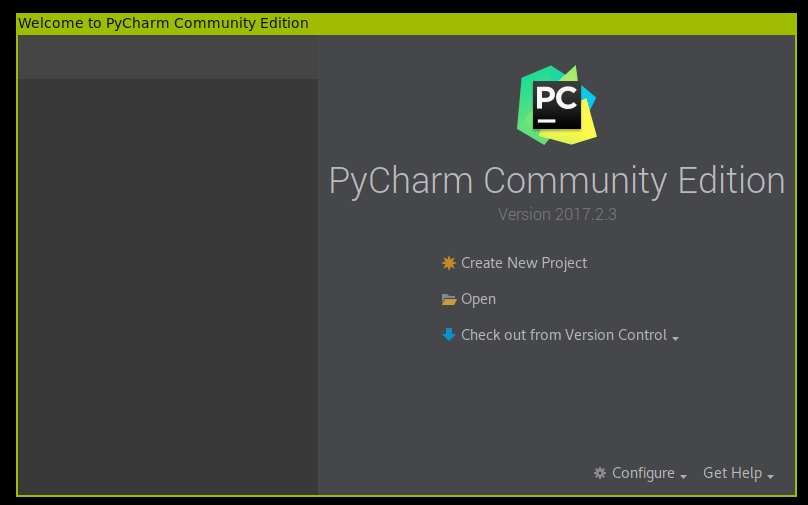 Welcome to PyCharm Community Edition
PC
PyCharm Community Edition
Version 2017.2.3
Create New Project
Open
Check out from Version Control
Configure
Get Help